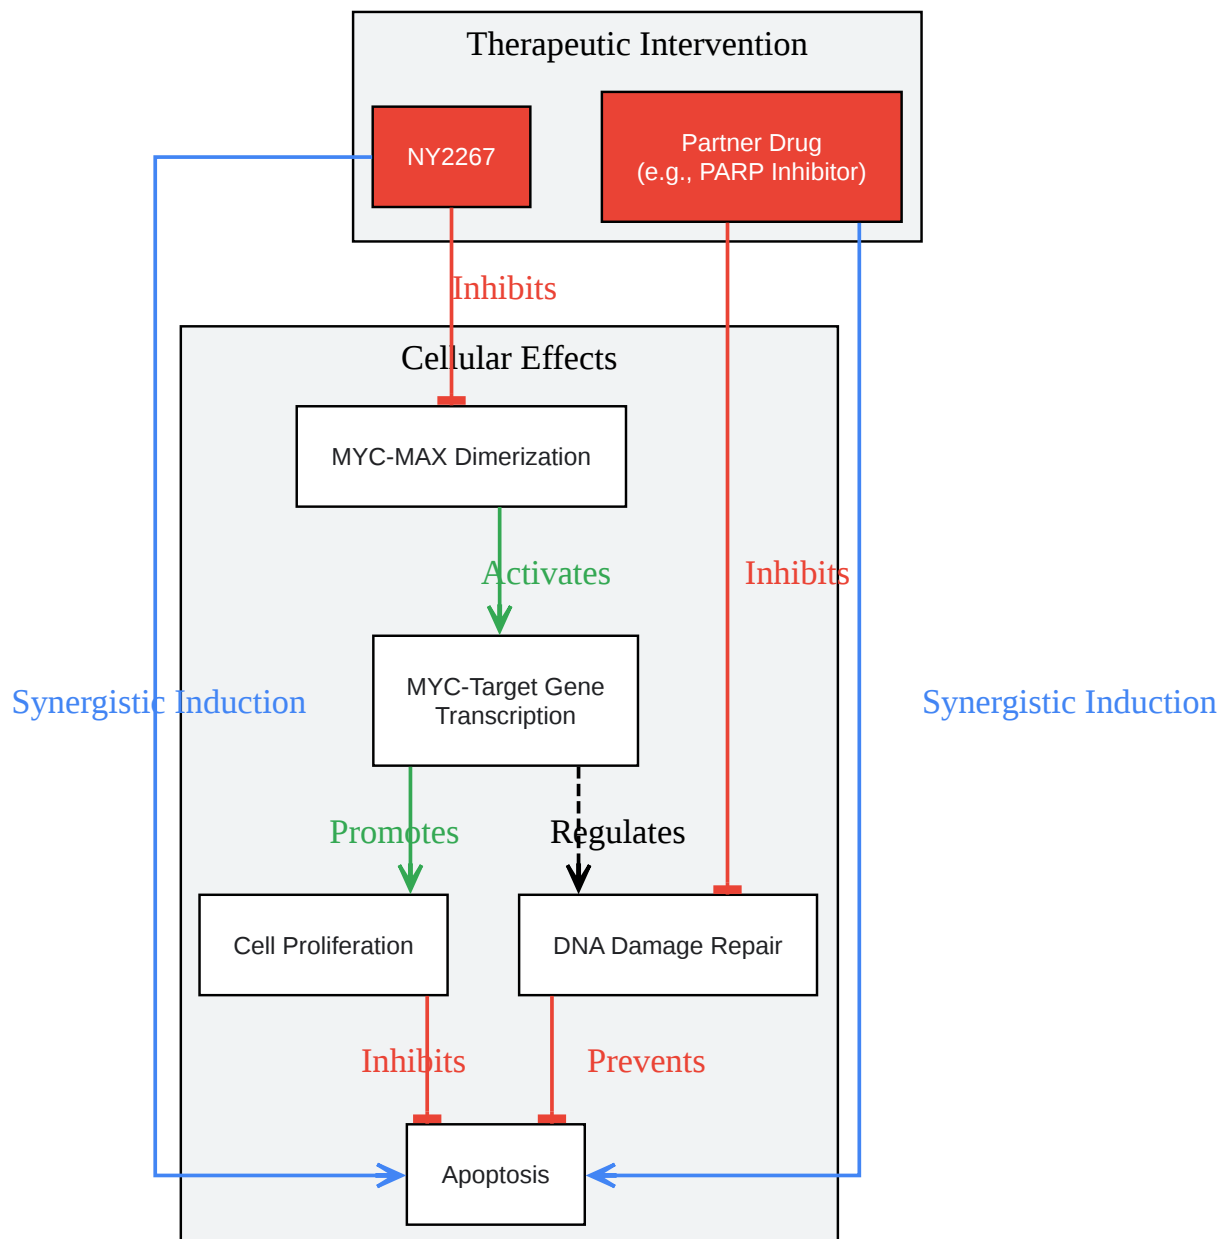 Therapeutic Intervention
NY2267
Partner Drug
(e.g., PARP Inhibitor)
Inhibits
Cellular Effects
MYC-MAX Dimerization
Activates
Inhibits
MYC-Target Gene
Transcription
Synergistic Induction
Synergistic Induction
Promotes
Regulates
Cell Proliferation
DNA Damage Repair
Inhibits
Prevents
Apoptosis